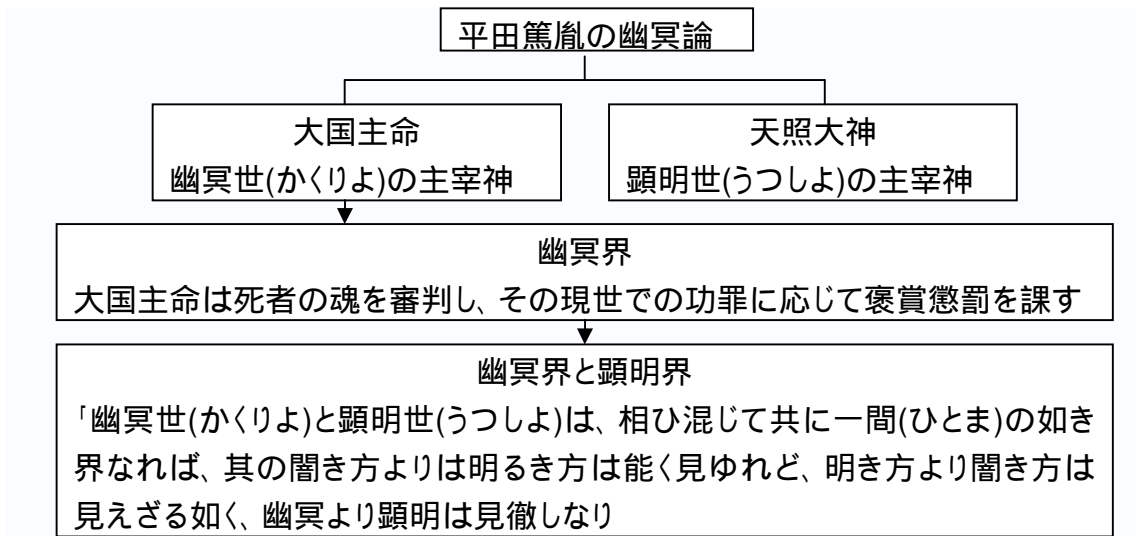 平田篤胤の幽冥論
大国主命
幽冥世(かくりよ)の主宰神
天照大神
顕明世(うつしよ)の主宰神
幽冥界
大国主命は死者の魂を審判し、その現世での功罪に応じて褒賞懲罰を課す
幽冥界と顕明界
「幽冥世(かくりよ)と顕明世(うつしよ)は、相ひ混じて共に一間(ひとま)の如き
界なれば、其の闇き方よりは明るき方は能く見ゆれど、明き方より闇き方は
見えざる如く、幽冥より顕明は見徹しなり